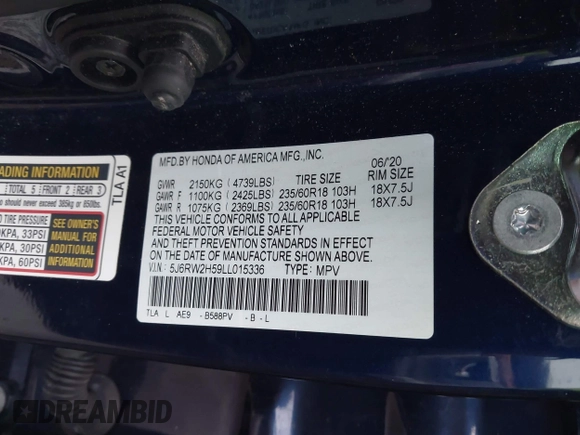 MFD.BY HONDA OF AMERICA MFG.,INC. 06/20
GVWR 2150KG ( 4739LBS) TIRE SIZE RIM SIZE
GAWR F 1100KG ( 2425LBS) 235/60R18 103H 18X7.5J
GAWR R 1075KG ( 2369LBS) 235/60R18 103H 18X7.5J
THIS VEHICLE CONFORMS TO ALL APPLICABLE
FEDERAL MOTOR VEHICLE SAFETY
AND THEFT PREVENTION STANDARDS IN EFFECT
ON THE DATE OF MANUFACTURE SHOWN ABOVE.
V.I.N: 5J6RW2H59LL015336 TYPE: MPV
TLA L AE9 - B588PV - B - L
ADING INFORMATION
TOTAL 5 FRONT 2 REAR 3
should never exceed 385kg or 850lbs.
TLA A1
TIRE PRESSURE
KPA, 33PSI
KPA, 30PSI
KPA, 60PSI
SEE OWNER'S
MANUAL FOR
ADDITIONAL
INFORMATION
DREAMBID